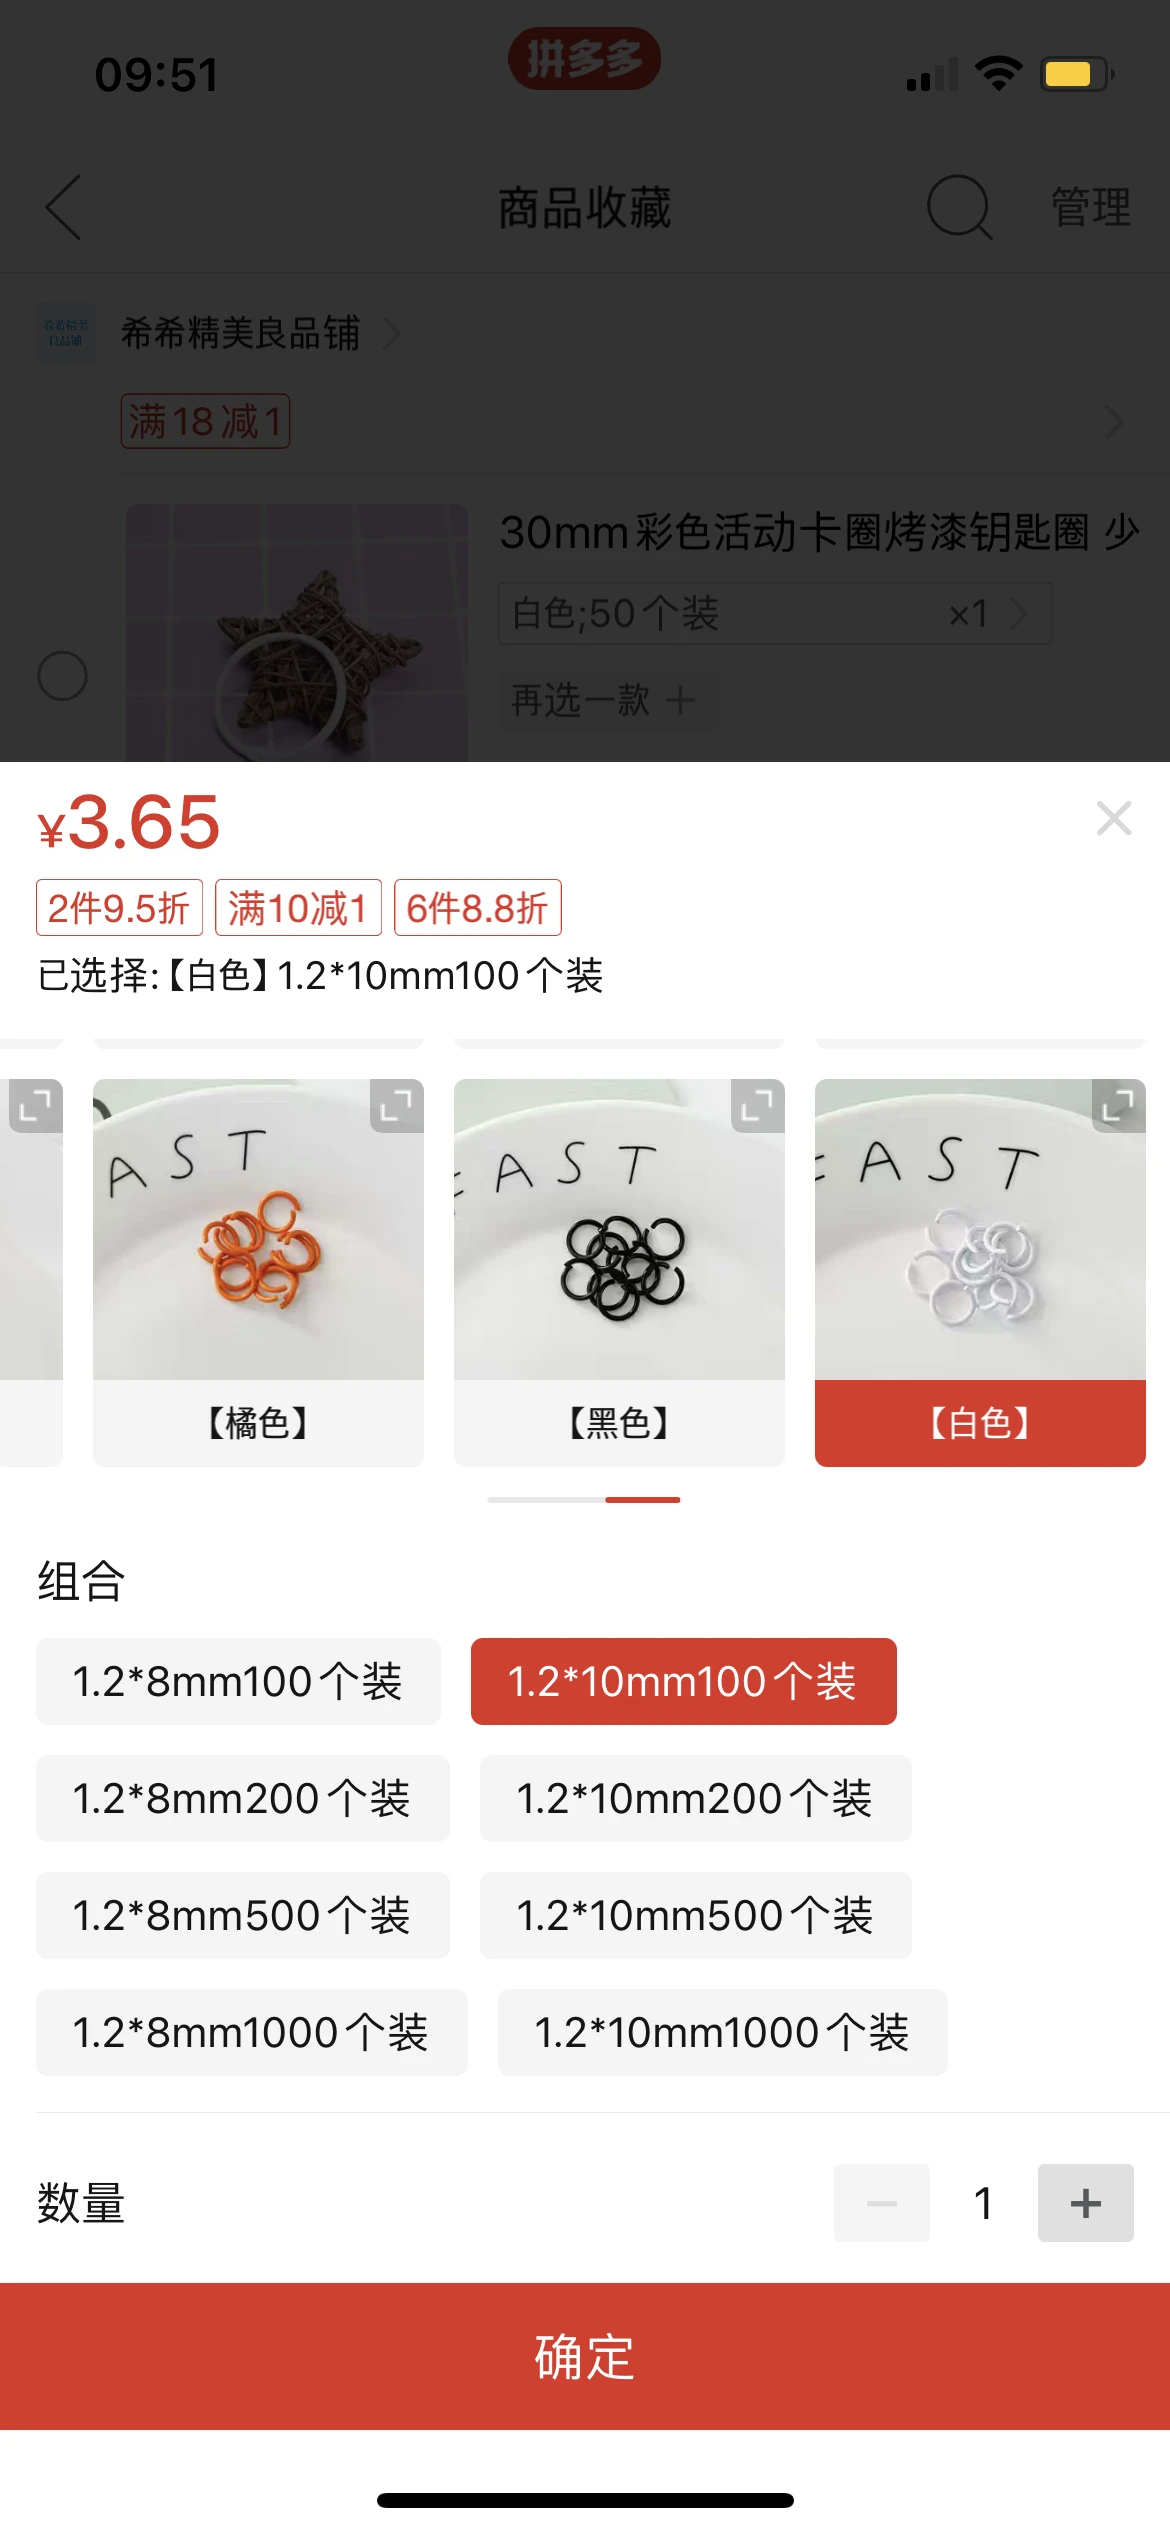 09:51
拼多多
商品收藏
管理
希希精美
良品铺
希希精美良品铺
满18减1
30mm彩色活动卡圈烤漆钥匙圈 少
白色;50个装 ×1
再选一款 +
¥3.65
2件9.5折 满10减1 6件8.8折
已选择:【白色】1.2*10mm100个装
A S T
A S T
A S T
【橘色】 【黑色】 【白色】
组合
1.2*8mm100个装 1.2*10mm100个装
1.2*8mm200个装 1.2*10mm200个装
1.2*8mm500个装 1.2*10mm500个装
1.2*8mm1000个装 1.2*10mm1000个装
数量 − 1 +
确定